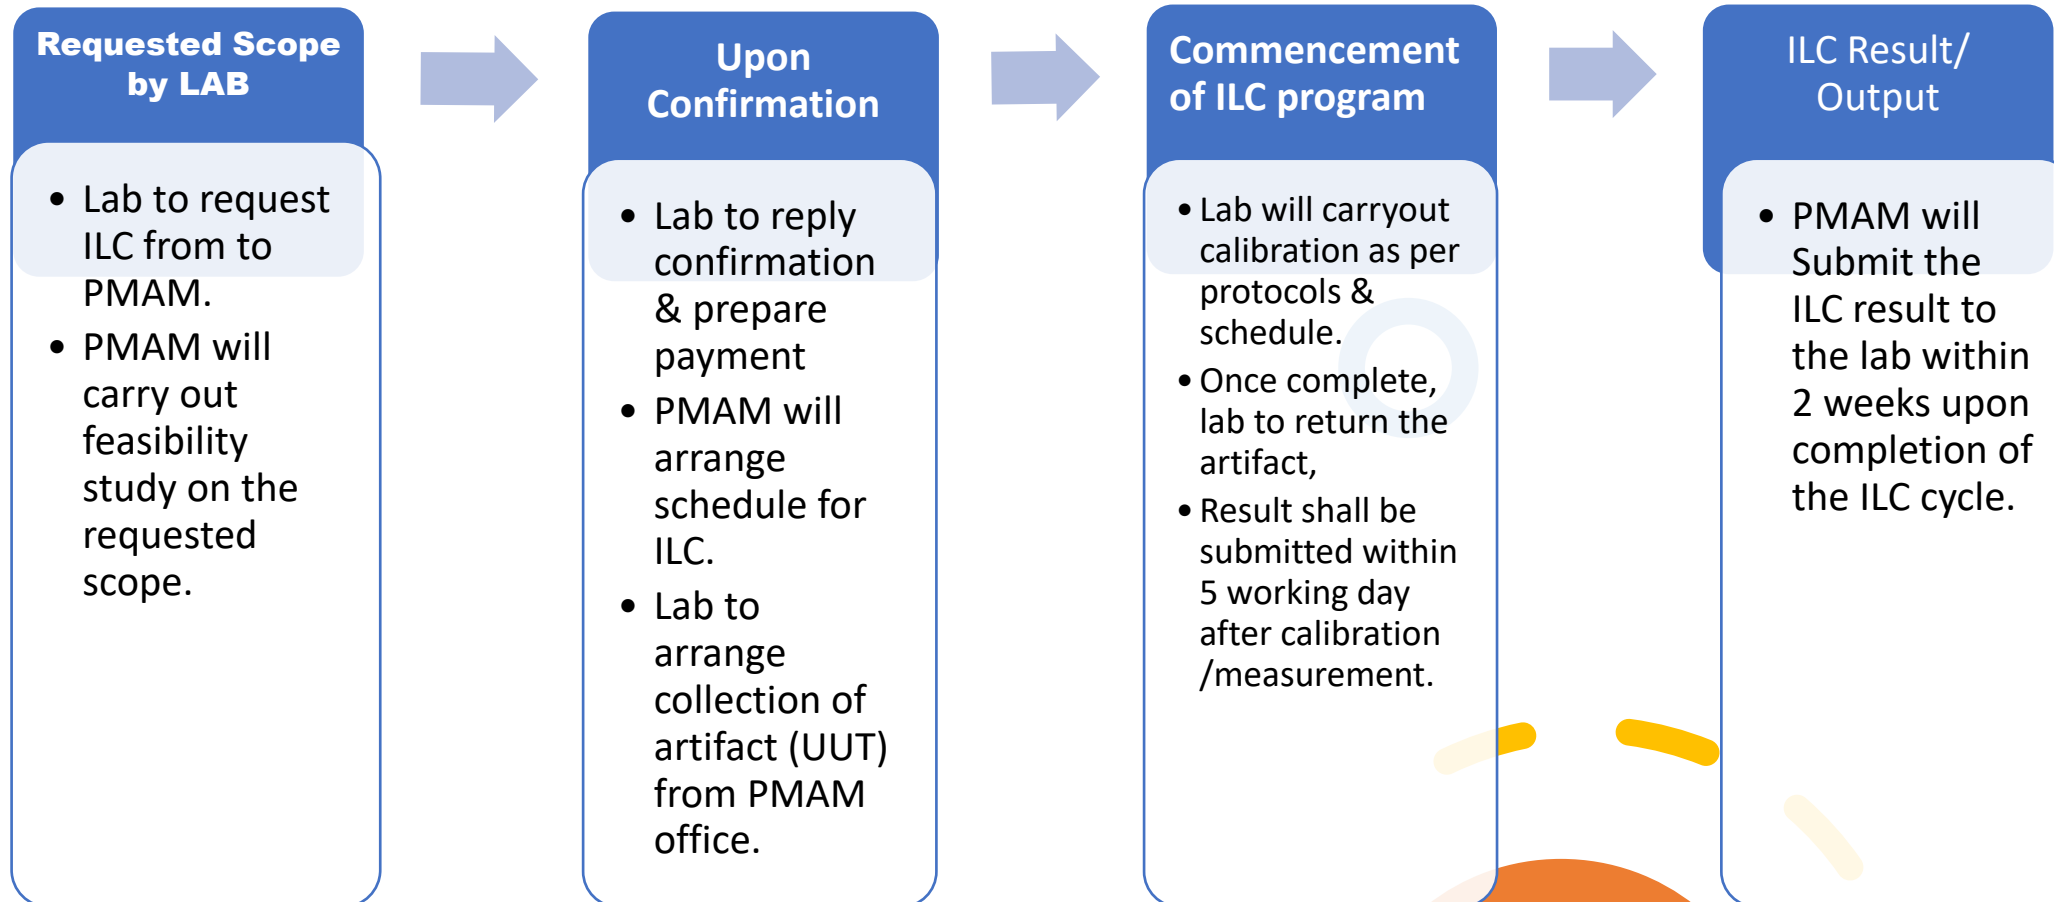 Requested Scope
by LAB
• Lab to request
ILC from to
PMAM.
• PMAM will
carry out
feasibility
study on the
requested
scope.
Upon
Confirmation
• Lab to reply
confirmation
& prepare
payment
• PMAM will
arrange
schedule for
ILC.
• Lab to
arrange
collection of
artifact (UUT)
from PMAM
office.
Commencement
of ILC program
• Lab will carryout
calibration as per
protocols &
schedule.
• Once complete,
lab to return the
artifact,
• Result shall be
submitted within
5 working day
after calibration
/measurement.
ILC Result/
Output
• PMAM will
Submit the
ILC result to
the lab within
2 weeks upon
completion of
the ILC cycle.